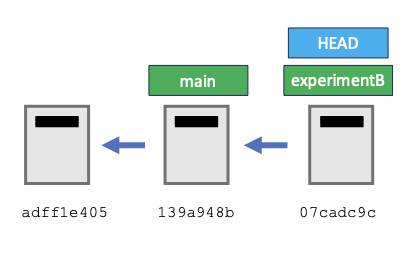 HEAD
main
experimentB
adff1e405
139a948b
07cadc9c